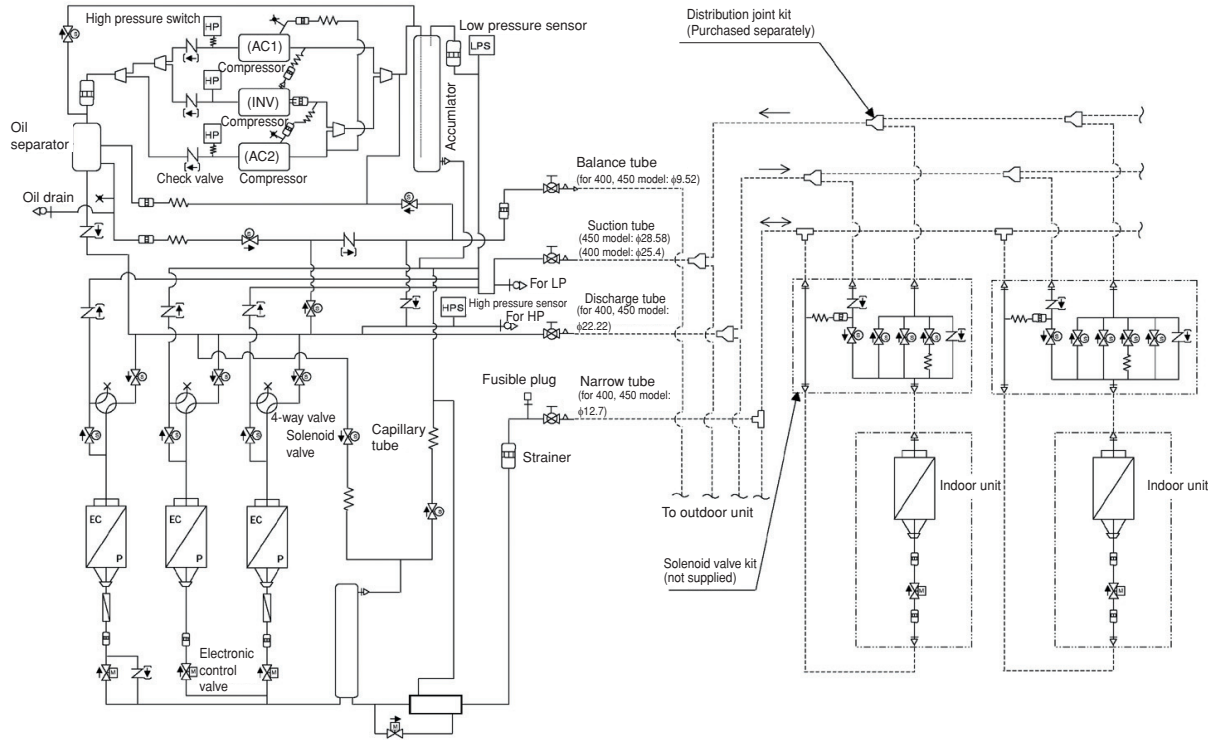 High pressure switch
HP
(AC1)
Compressor
HP
(INV)
Compressor
HP
(AC2)
Compressor
Check valve
Oil
separator
Oil drain
Accumlator
Low pressure sensor
LPS
Distribution joint kit
(Purchased separately)
Balance tube
(for 400, 450 model: ϕ9.52)
Suction tube
(450 model: ϕ28.58)
(400 model: ϕ25.4)
For LP
HPS
High pressure sensor
For HP
Discharge tube
(for 400, 450 model:
ϕ22.22)
Fusible plug
Narrow tube
(for 400, 450 model:
ϕ12.7)
4-way valve
Solenoid
valve
Capillary
tube
Strainer
To outdoor unit
Solenoid valve kit
(not supplied)
Indoor unit
Indoor unit
EC
P
EC
P
EC
P
Electronic
control
valve
S
S
S
S
S
S
S
S
S
S
S
S
M
M
M
M
S
S
S
S
S
S
S
S
S
M
M